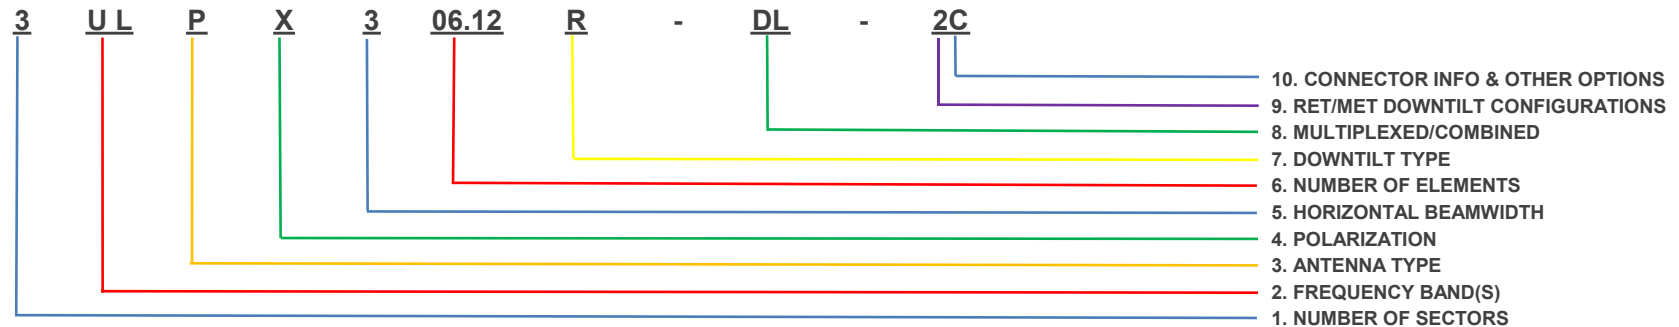 3 U L P X 3 06.12 R - DL - 2C
10. CONNECTOR INFO & OTHER OPTIONS
9. RET/MET DOWNTILT CONFIGURATIONS
8. MULTIPLEXED/COMBINED
7. DOWNTILT TYPE
6. NUMBER OF ELEMENTS
5. HORIZONTAL BEAMWIDTH
4. POLARIZATION
3. ANTENNA TYPE
2. FREQUENCY BAND(S)
1. NUMBER OF SECTORS